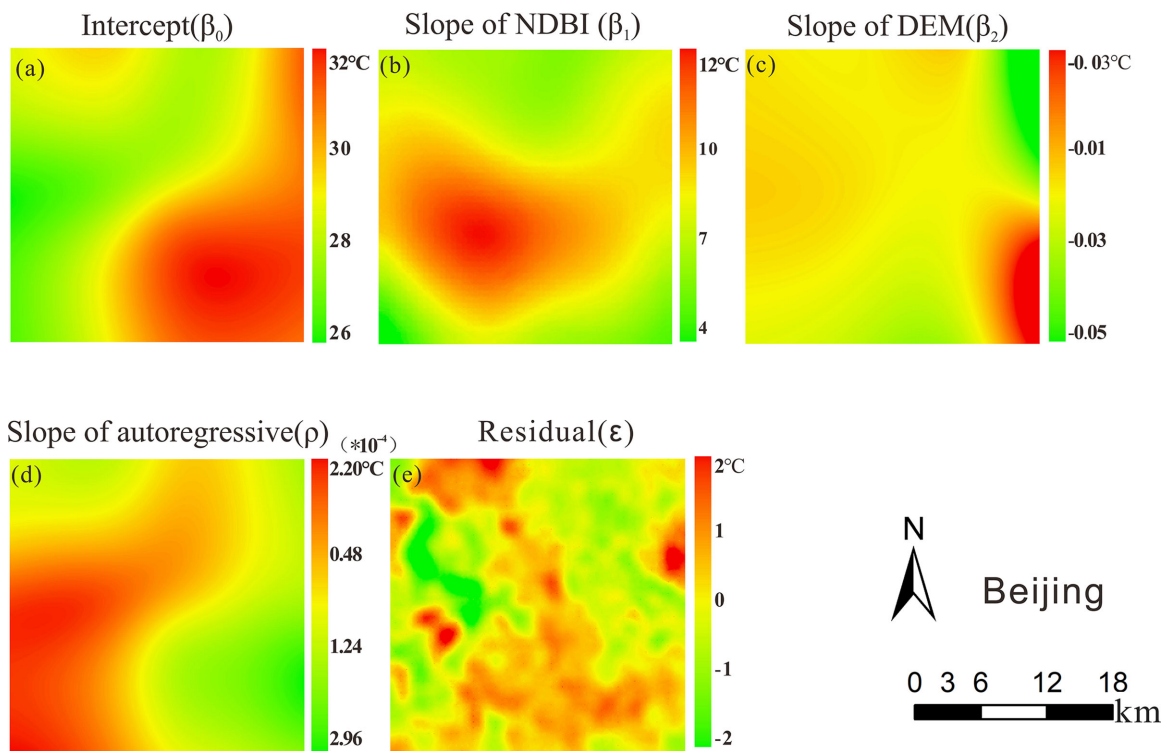 Intercept(β₀)
(a)
32°C
30
28
26
Slope of NDBI (β₁)
(b)
12°C
10
7
4
Slope of DEM(β₂)
(c)
-0.03°C
-0.01
-0.03
-0.05
Slope of autoregressive(ρ)
(*10⁻⁴)
(d)
2.20°C
0.48
1.24
2.96
Residual(ε)
(e)
2°C
1
0
-1
-2
N
Beijing
0 3 6 12 18
km